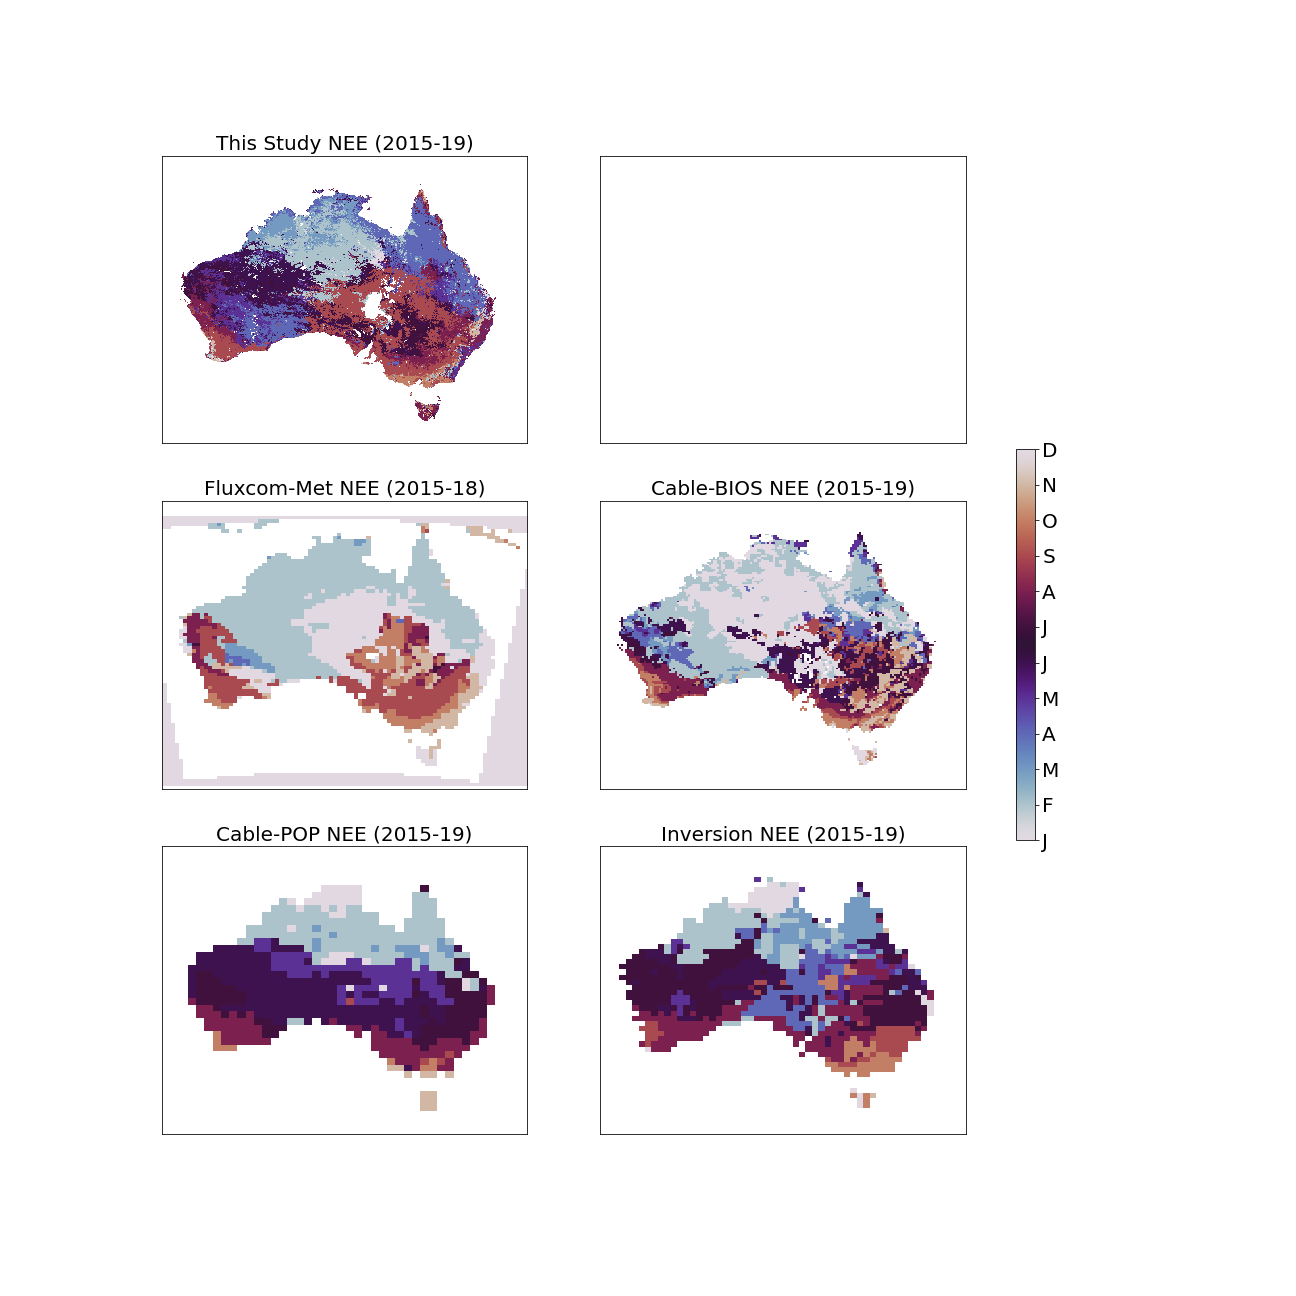 This Study NEE (2015-19)
Fluxcom-Met NEE (2015-18)
Cable-BIOS NEE (2015-19)
Cable-POP NEE (2015-19)
Inversion NEE (2015-19)
D
N
O
S
A
J
J
M
A
M
F
J